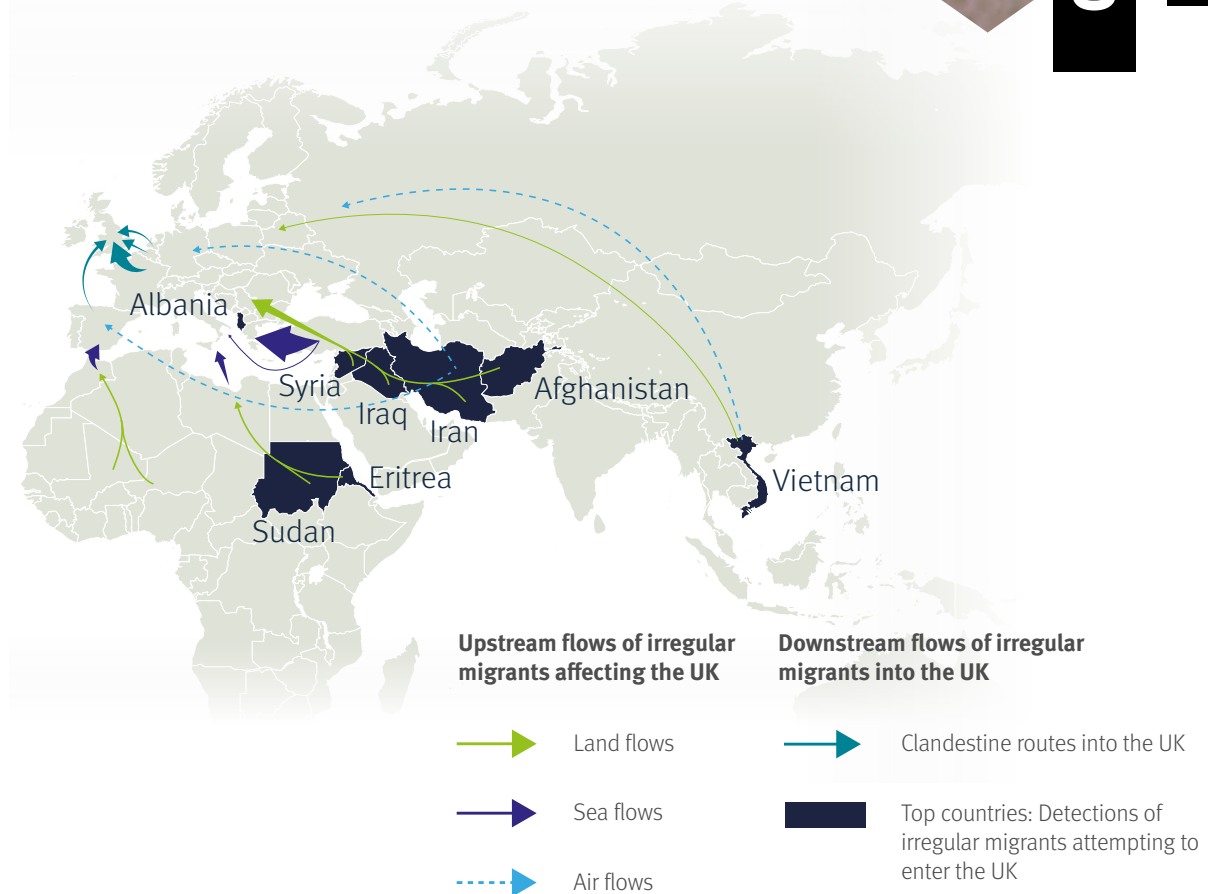 Albania
Syria
Iraq
Iran
Afghanistan
Eritrea
Sudan
Vietnam
Upstream flows of irregular
migrants affecting the UK
Land flows
Sea flows
Air flows
Downstream flows of irregular
migrants into the UK
Clandestine routes into the UK
Top countries: Detections of
irregular migrants attempting to
enter the UK